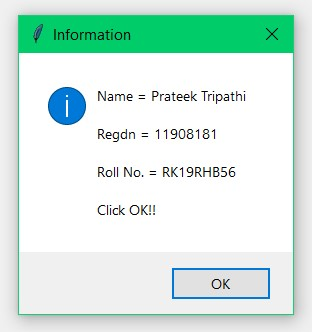 Information
Name = Prateek Tripathi
Regdn = 11908181
Roll No. = RK19RHB56
Click OK!!
OK